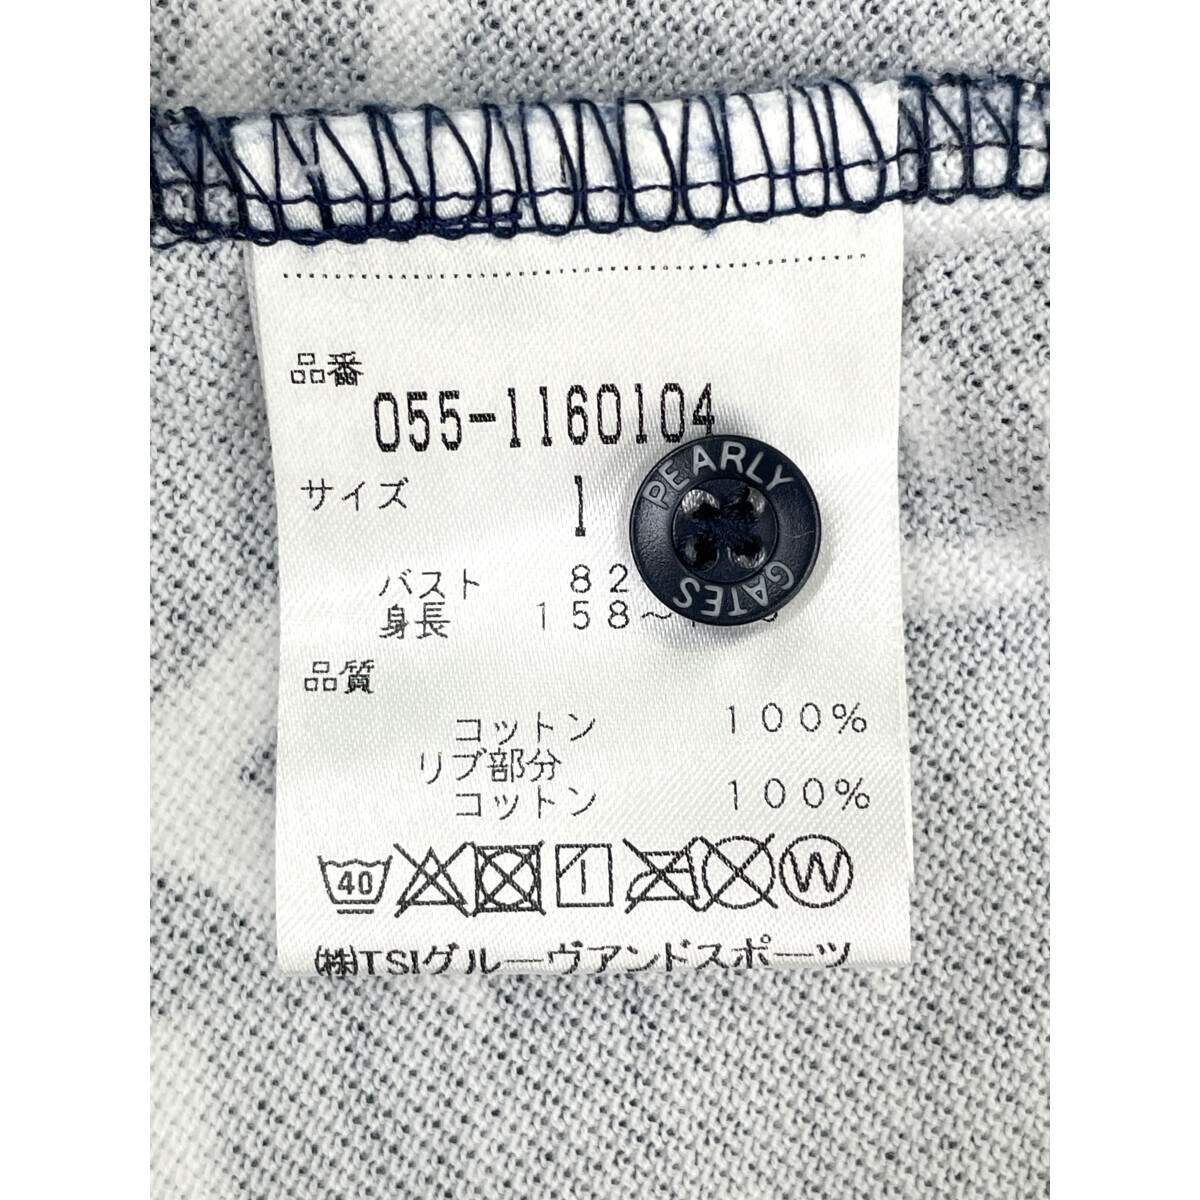 品番
055-1160104
サイズ 1
バスト 82
身長 158～
品質
コットン 100%
リブ部分
コットン 100%
40
1
W
(株)TSIグルーヴアンドスポーツ
PEARLY
GATES